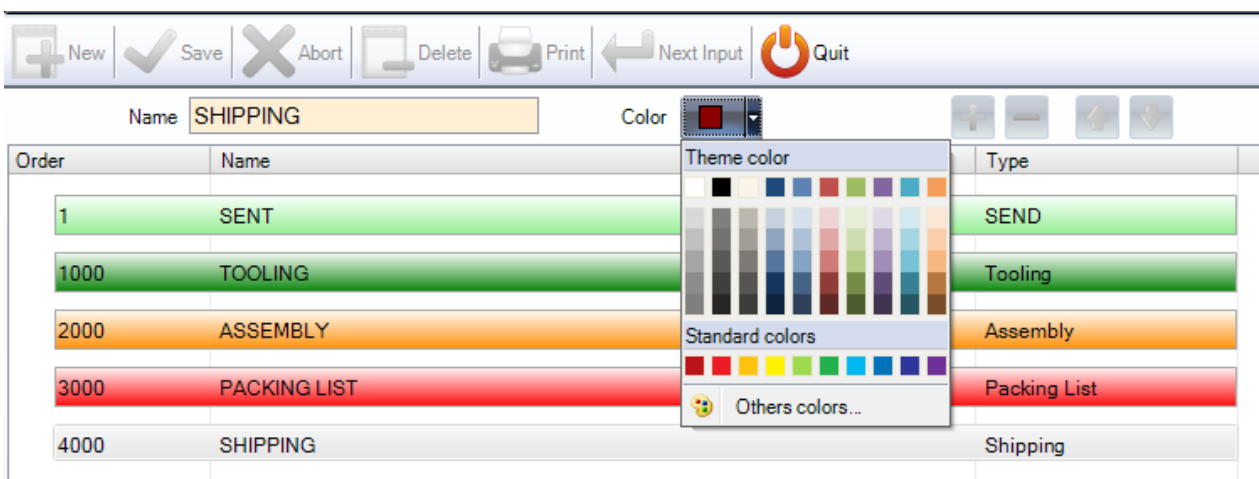 New Save Abort Delete Print Next Input Quit
Name SHIPPING Color
Order Name Type
Theme color
1 SENT SEND
1000 TOOLING Tooling
2000 ASSEMBLY Assembly
Standard colors
3000 PACKING LIST Packing List
Others colors...
4000 SHIPPING Shipping